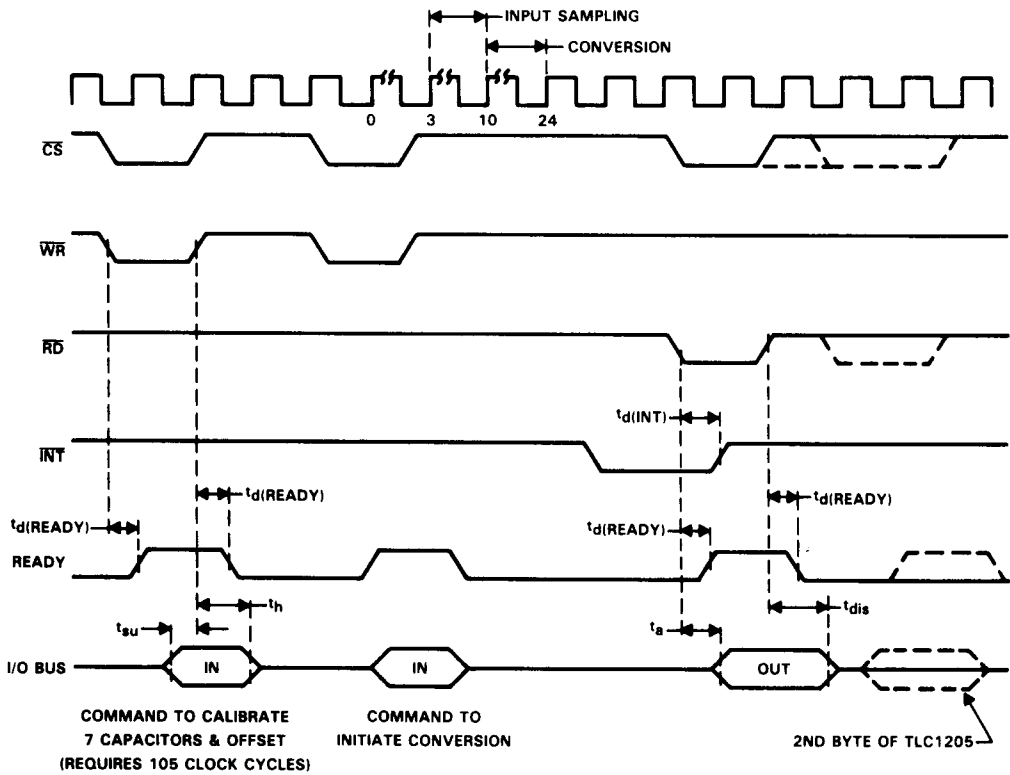 INPUT SAMPLING
CONVERSION
0 3 10 24
CS
WR
RD
td(INT)
INT
td(READY)
td(READY) td(READY)
td(READY)
READY
th
tdis
tsu
ta
I/O BUS IN IN OUT
COMMAND TO CALIBRATE
7 CAPACITORS & OFFSET
(REQUIRES 105 CLOCK CYCLES)
COMMAND TO
INITIATE CONVERSION
2ND BYTE OF TLC1205